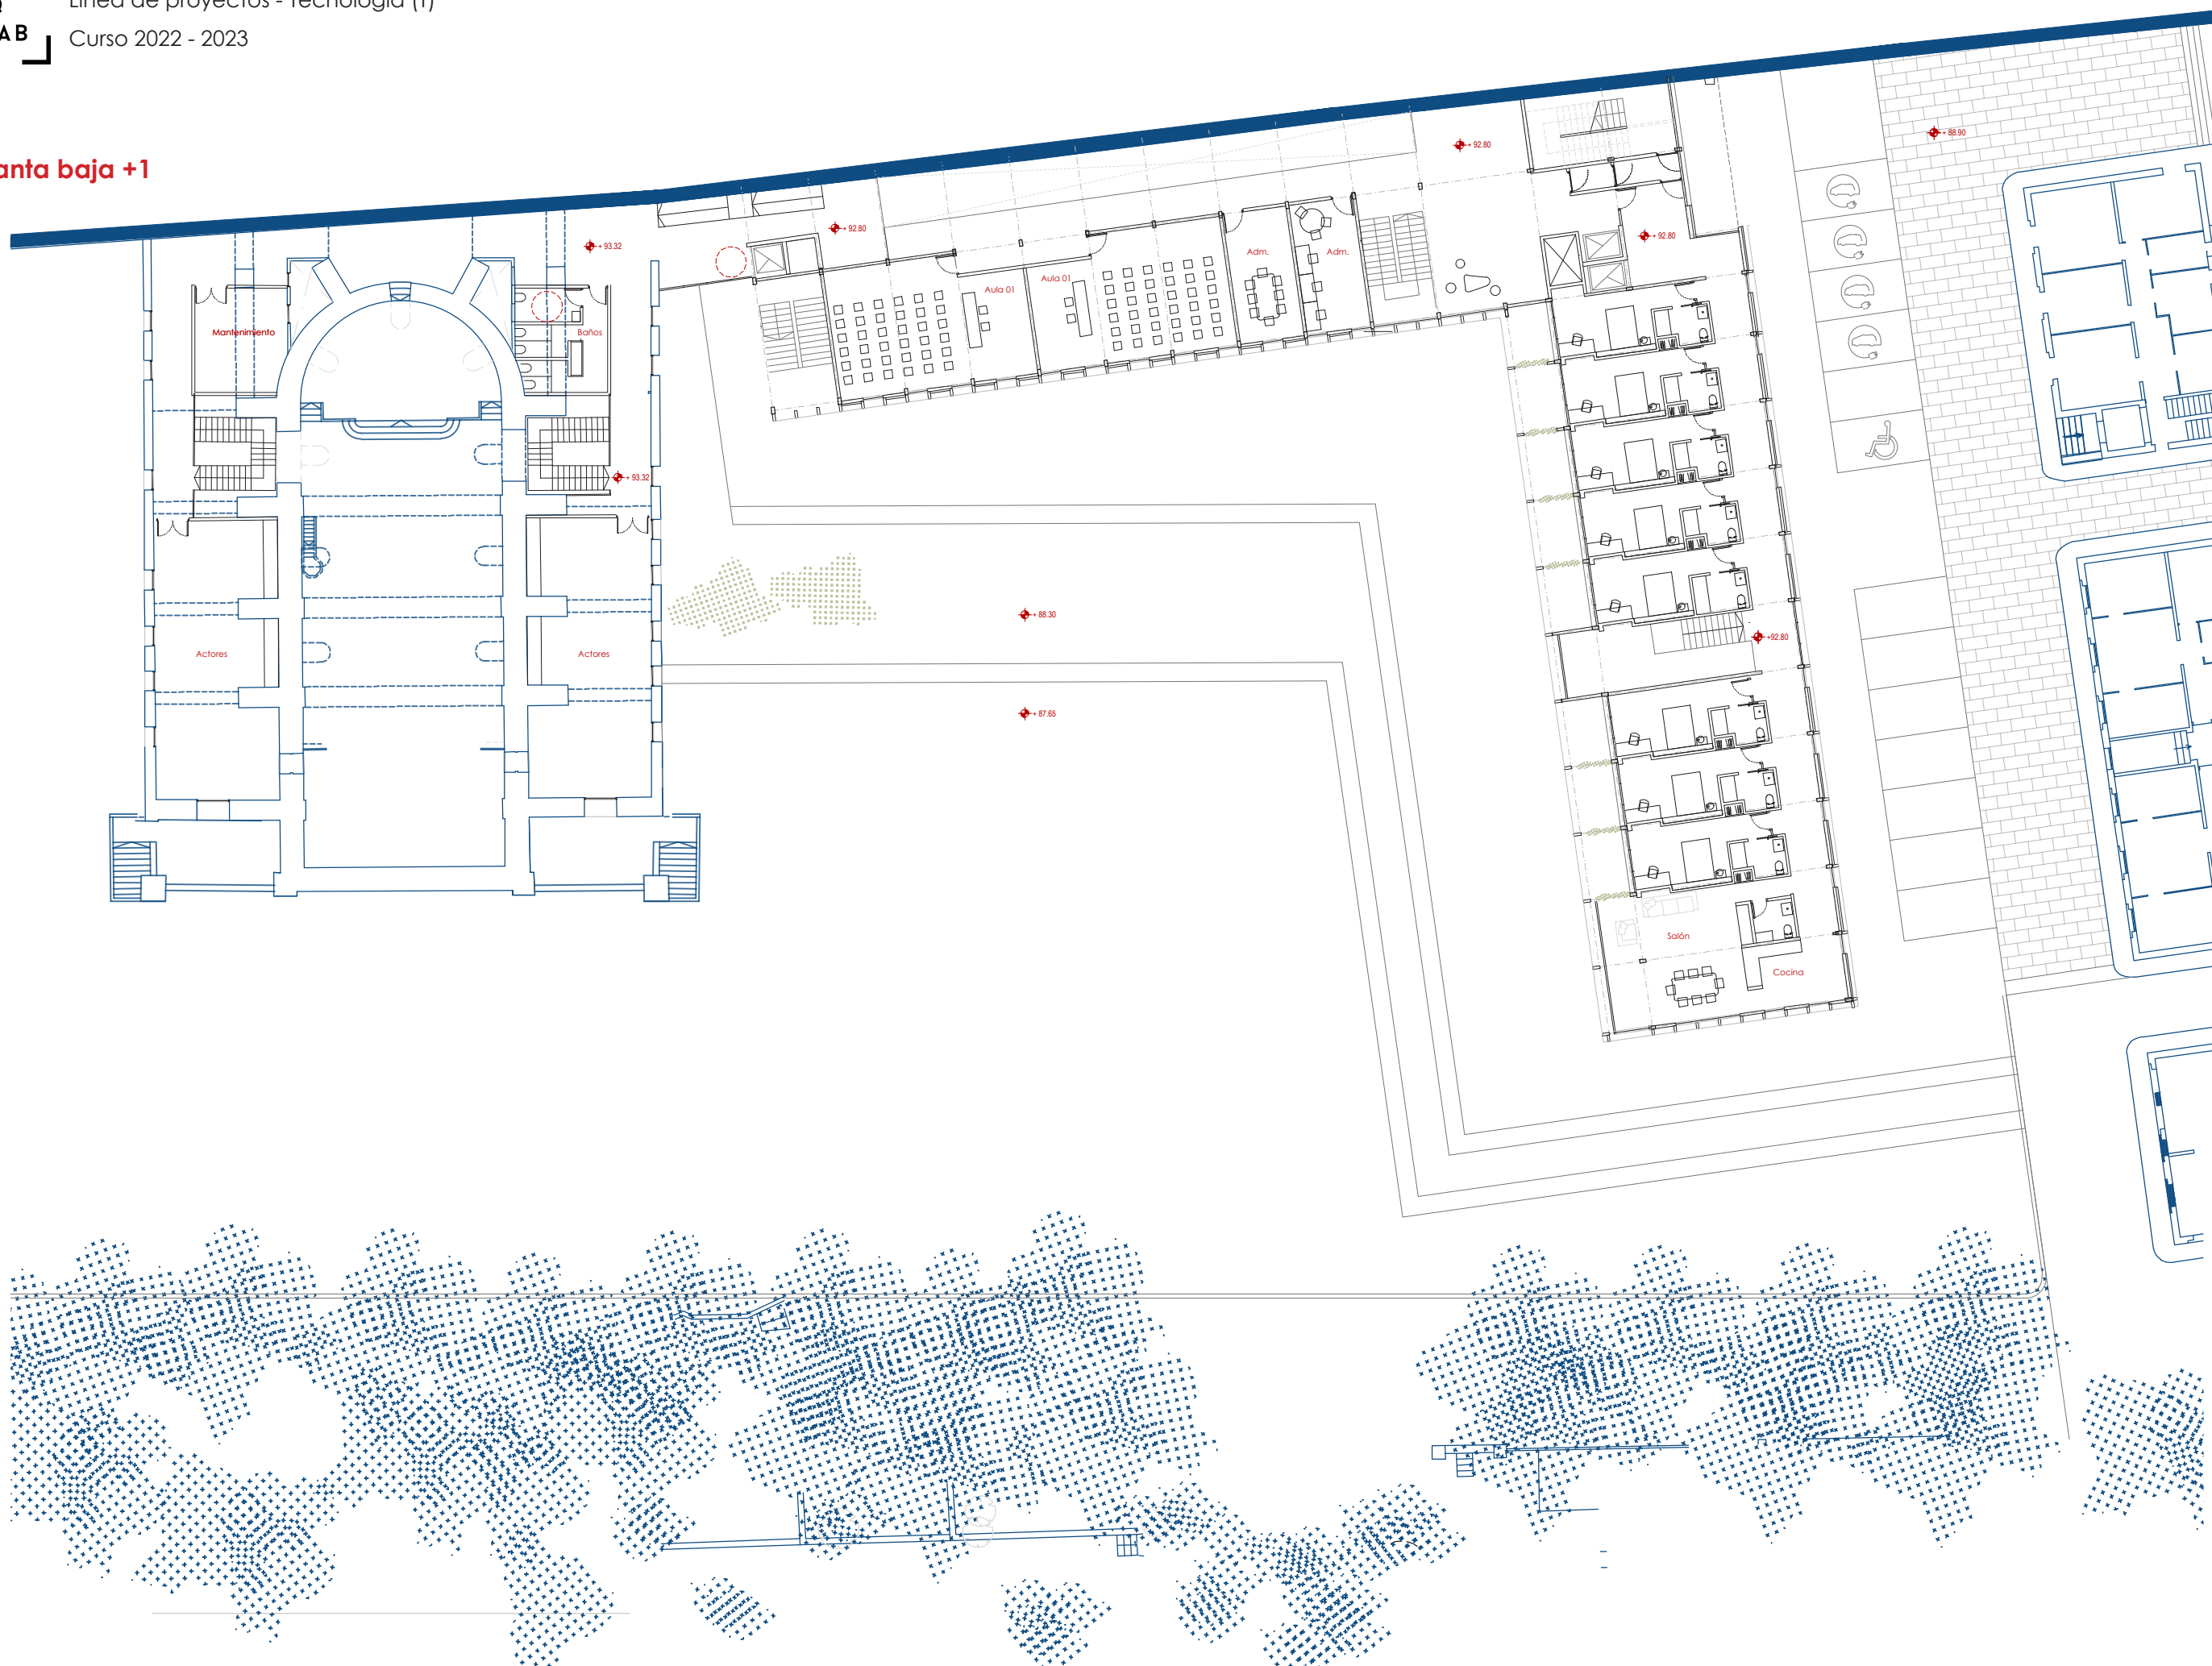 Línea de proyectos - Tecnología (T)
AB
Curso 2022 - 2023
anta baja +1
+ 88.90
+ 92.80
+ 92.80
+ 92.80
+ 93.32
Adm.
Adm.
Aula 01
Aula 01
Mantenimiento
Baños
+ 93.32
+ 88.30
+92.80
Actores
Actores
+ 87.65
Salón
Cocina